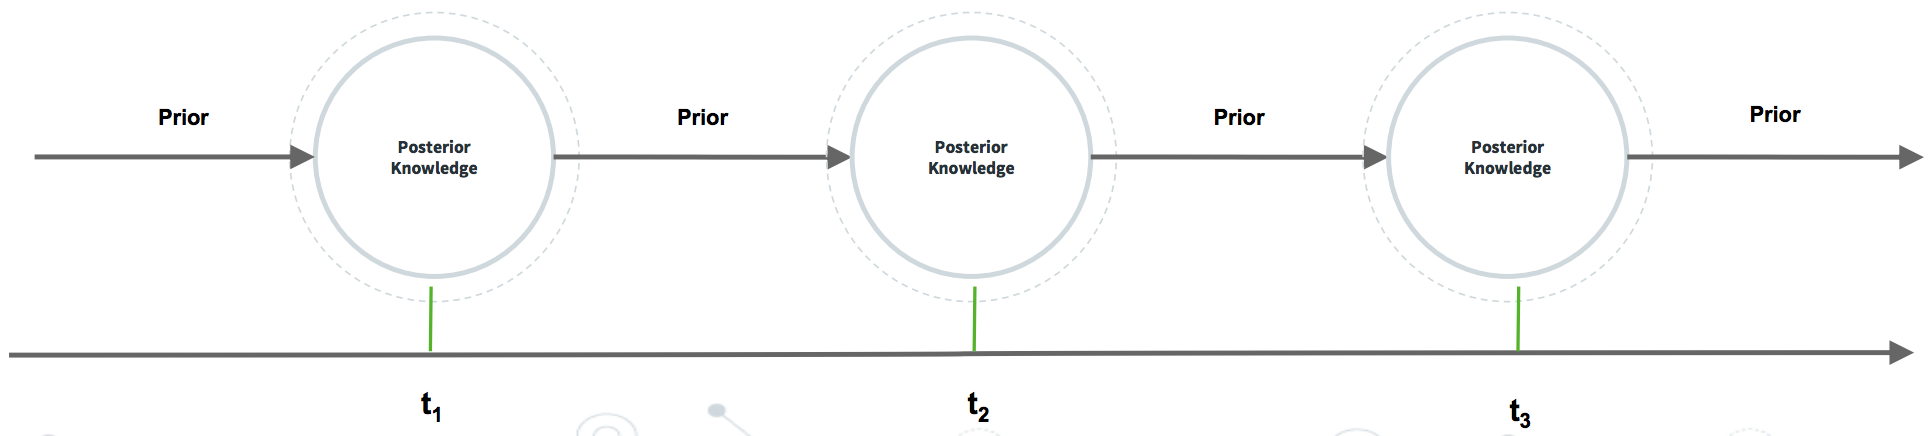 Prior
Prior
Prior
Prior
Posterior
Knowledge
Posterior
Knowledge
Posterior
Knowledge
t1
t2
t3